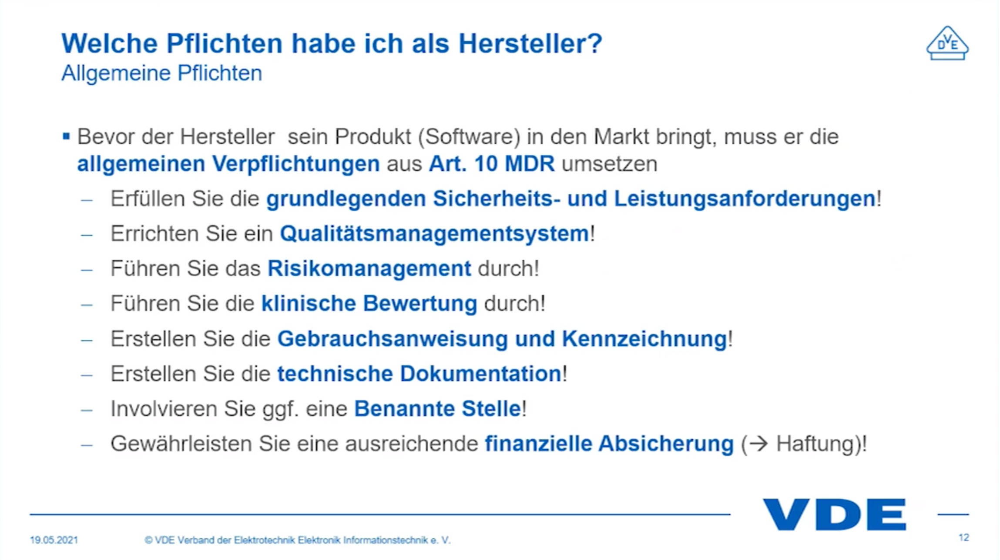 Welche Pflichten habe ich als Hersteller?
Allgemeine Pflichten
DVE
▪ Bevor der Hersteller  sein Produkt (Software) in den Markt bringt, muss er die
allgemeinen Verpflichtungen aus Art. 10 MDR umsetzen
– Erfüllen Sie die grundlegenden Sicherheits- und Leistungsanforderungen!
– Errichten Sie ein Qualitätsmanagementsystem!
– Führen Sie das Risikomanagement durch!
– Führen Sie die klinische Bewertung durch!
– Erstellen Sie die Gebrauchsanweisung und Kennzeichnung!
– Erstellen Sie die technische Dokumentation!
– Involvieren Sie ggf. eine Benannte Stelle!
– Gewährleisten Sie eine ausreichende finanzielle Absicherung (→ Haftung)!
VDE
19.05.2021
© VDE Verband der Elektrotechnik Elektronik Informationstechnik e. V.
12